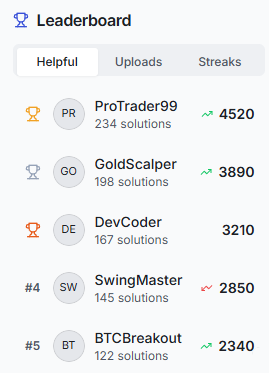 Leaderboard
Helpful Uploads Streaks
PR ProTrader99 4520
234 solutions
GO GoldScalper 3890
198 solutions
DE DevCoder 3210
167 solutions
#4 SW SwingMaster 2850
145 solutions
#5 BT BTCBreakout 2340
122 solutions